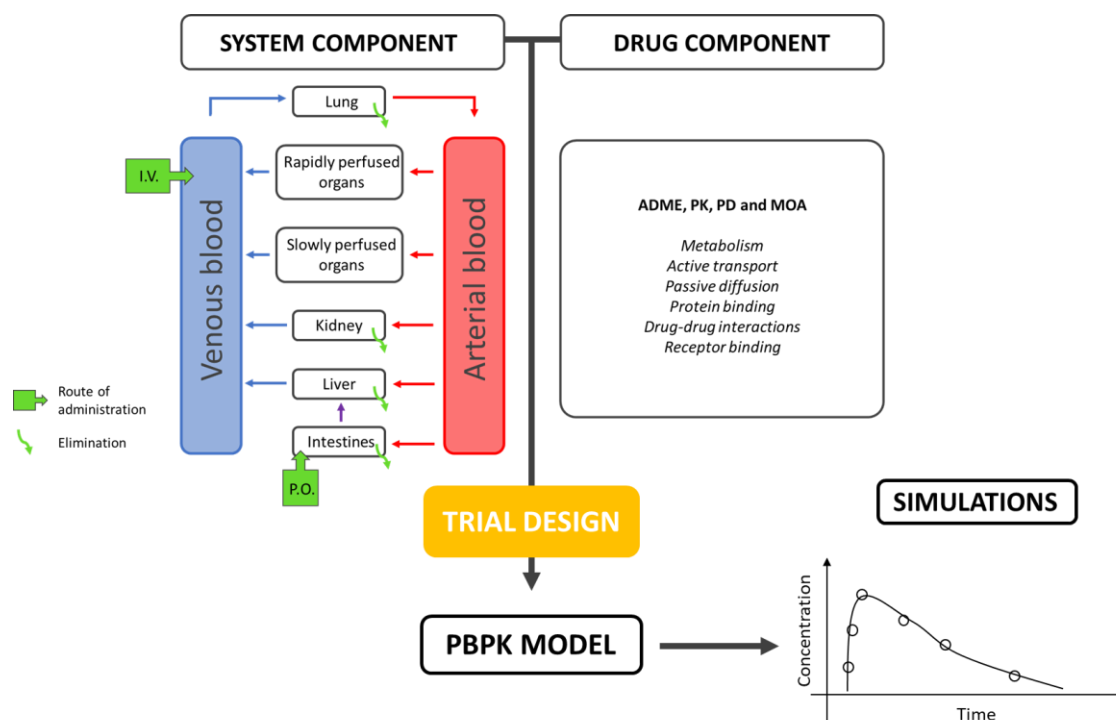 SYSTEM COMPONENT
DRUG COMPONENT
Lung
I.V.
Venous blood
Rapidly perfused
organs
Slowly perfused
organs
Kidney
Liver
Intestines
P.O.
Arterial blood
Route of
administration
Elimination
ADME, PK, PD and MOA
Metabolism
Active transport
Passive diffusion
Protein binding
Drug-drug interactions
Receptor binding
TRIAL DESIGN
PBPK MODEL
SIMULATIONS
Concentration
Time